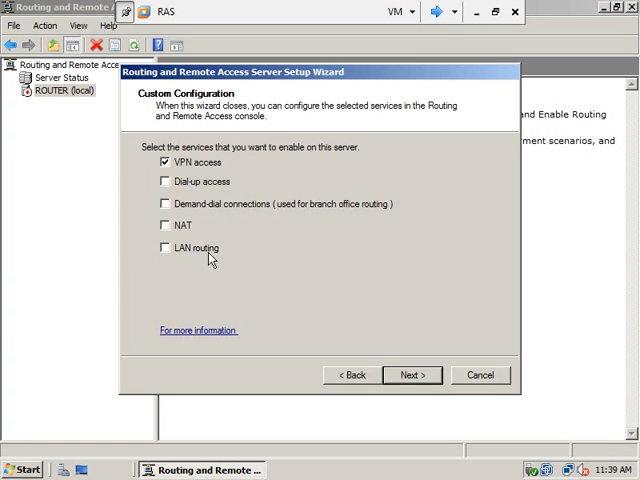 Routing and Remote A
RAS
VM
File Action View Help
Routing and Remote Acce
Server Status
ROUTER (local)
Routing and Remote Access Server Setup Wizard
Custom Configuration
When this wizard closes, you can configure the selected services in the Routing
and Remote Access console.
Select the services that you want to enable on this server.
VPN access
Dial-up access
Demand-dial connections (used for branch office routing )
NAT
LAN routing
For more information
< Back
Next >
Cancel
and Enable Routing
ment scenarios, and
Start
Routing and Remote ...
11:39 AM